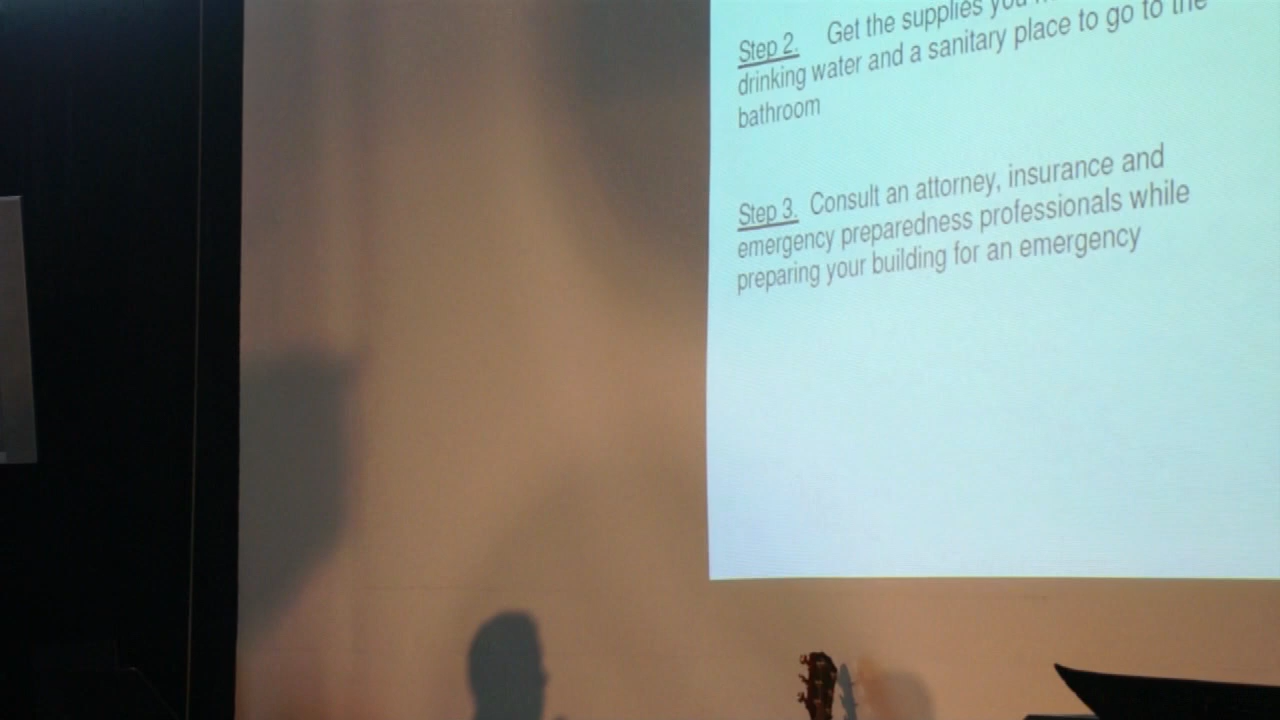 Step 2. Get the supplies you
drinking water and a sanitary place to go to the
bathroom
Step 3. Consult an attorney, insurance and
emergency preparedness professionals while
preparing your building for an emergency